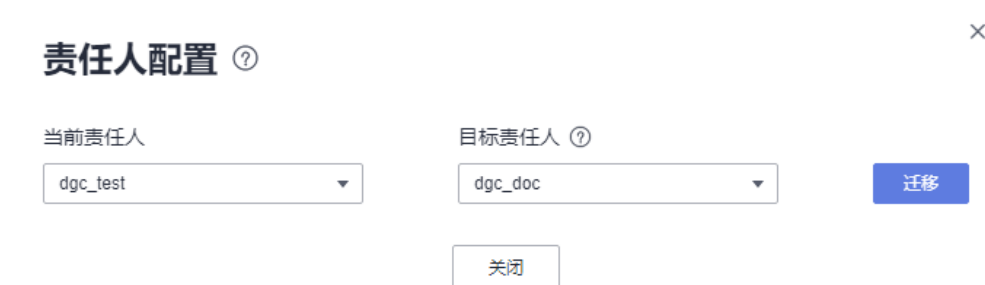 责任人配置
当前责任人
目标责任人
dgc_test
dgc_doc
迁移
关闭